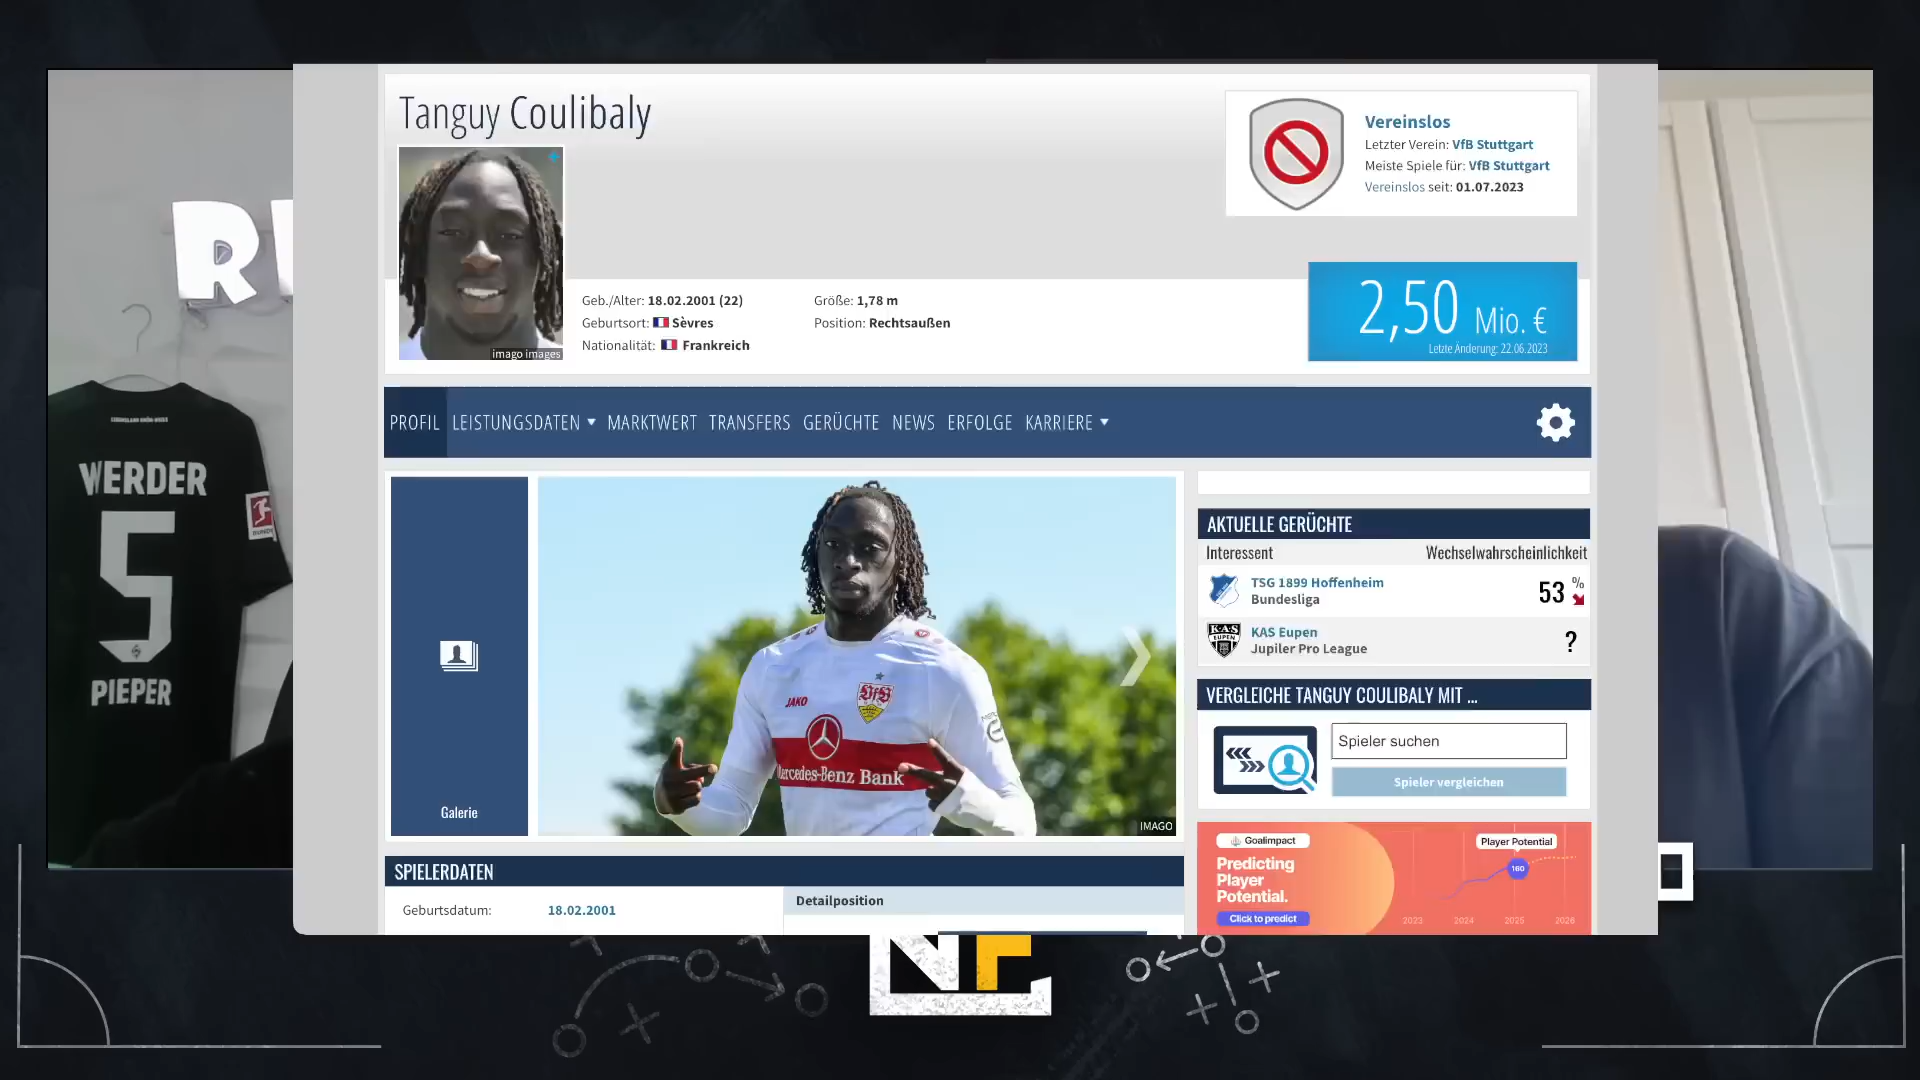 Tanguy Coulibaly
imago images
Geb./Alter: 18.02.2001 (22)
Geburtsort: Sèvres
Nationalität: Frankreich
Größe: 1,78 m
Position: Rechtsaußen
Vereinslos
Letzter Verein: VfB Stuttgart
Meiste Spiele für: VfB Stuttgart
Vereinslos seit: 01.07.2023
2,50 Mio. €
Letzte Änderung: 22.06.2023
PROFIL LEISTUNGSDATEN MARKTWERT TRANSFERS GERÜCHTE NEWS ERFOLGE KARRIERE
Galerie
JAKO
VfB
Mercedes-Benz Bank
IMAGO
AKTUELLE GERÜCHTE
Interessent Wechselwahrscheinlichkeit
TSG 1899 Hoffenheim
Bundesliga
53 %
KAS Eupen
Jupiler Pro League
?
K.A.S
EUPEN
VERGLEICHE TANGUY COULIBALY MIT ...
Spieler suchen
Spieler vergleichen
Goalimpact
Predicting
Player
Potential.
Click to predict
Player Potential
160
2023 2024 2025 2026
SPIELERDATEN
Geburtsdatum: 18.02.2001
Detailposition
WERDER
5
PIEPER
R